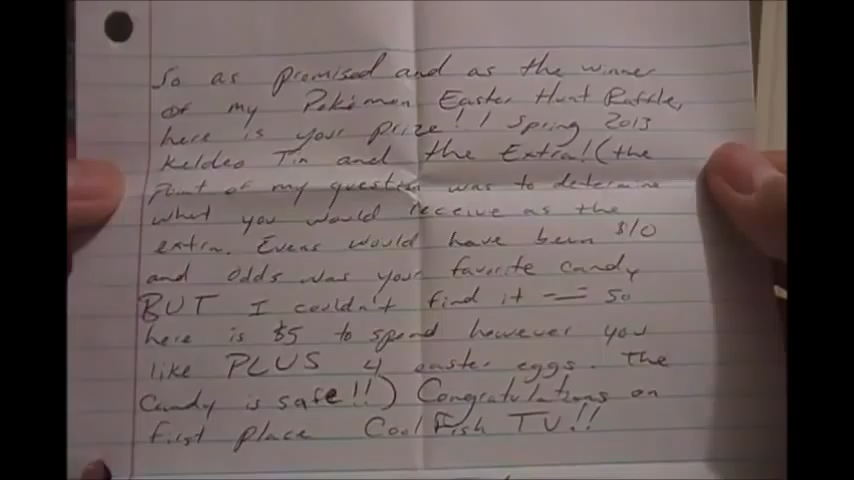 So as promised and as the winner
of my Pokémon Easter Hunt Raffle,
here is your prize! 1 Spring 2013
Keldeo Tin and the Extra! (the
point of my question was to determine
what you would receive as the
extra. Evens would have been $10
and odds was your favorite candy
BUT I couldn't find it — so
here is $5 to spend however you
like PLUS 4 easter eggs. The
Candy is safe!!) Congratulations on
first place CoolFish TV!!